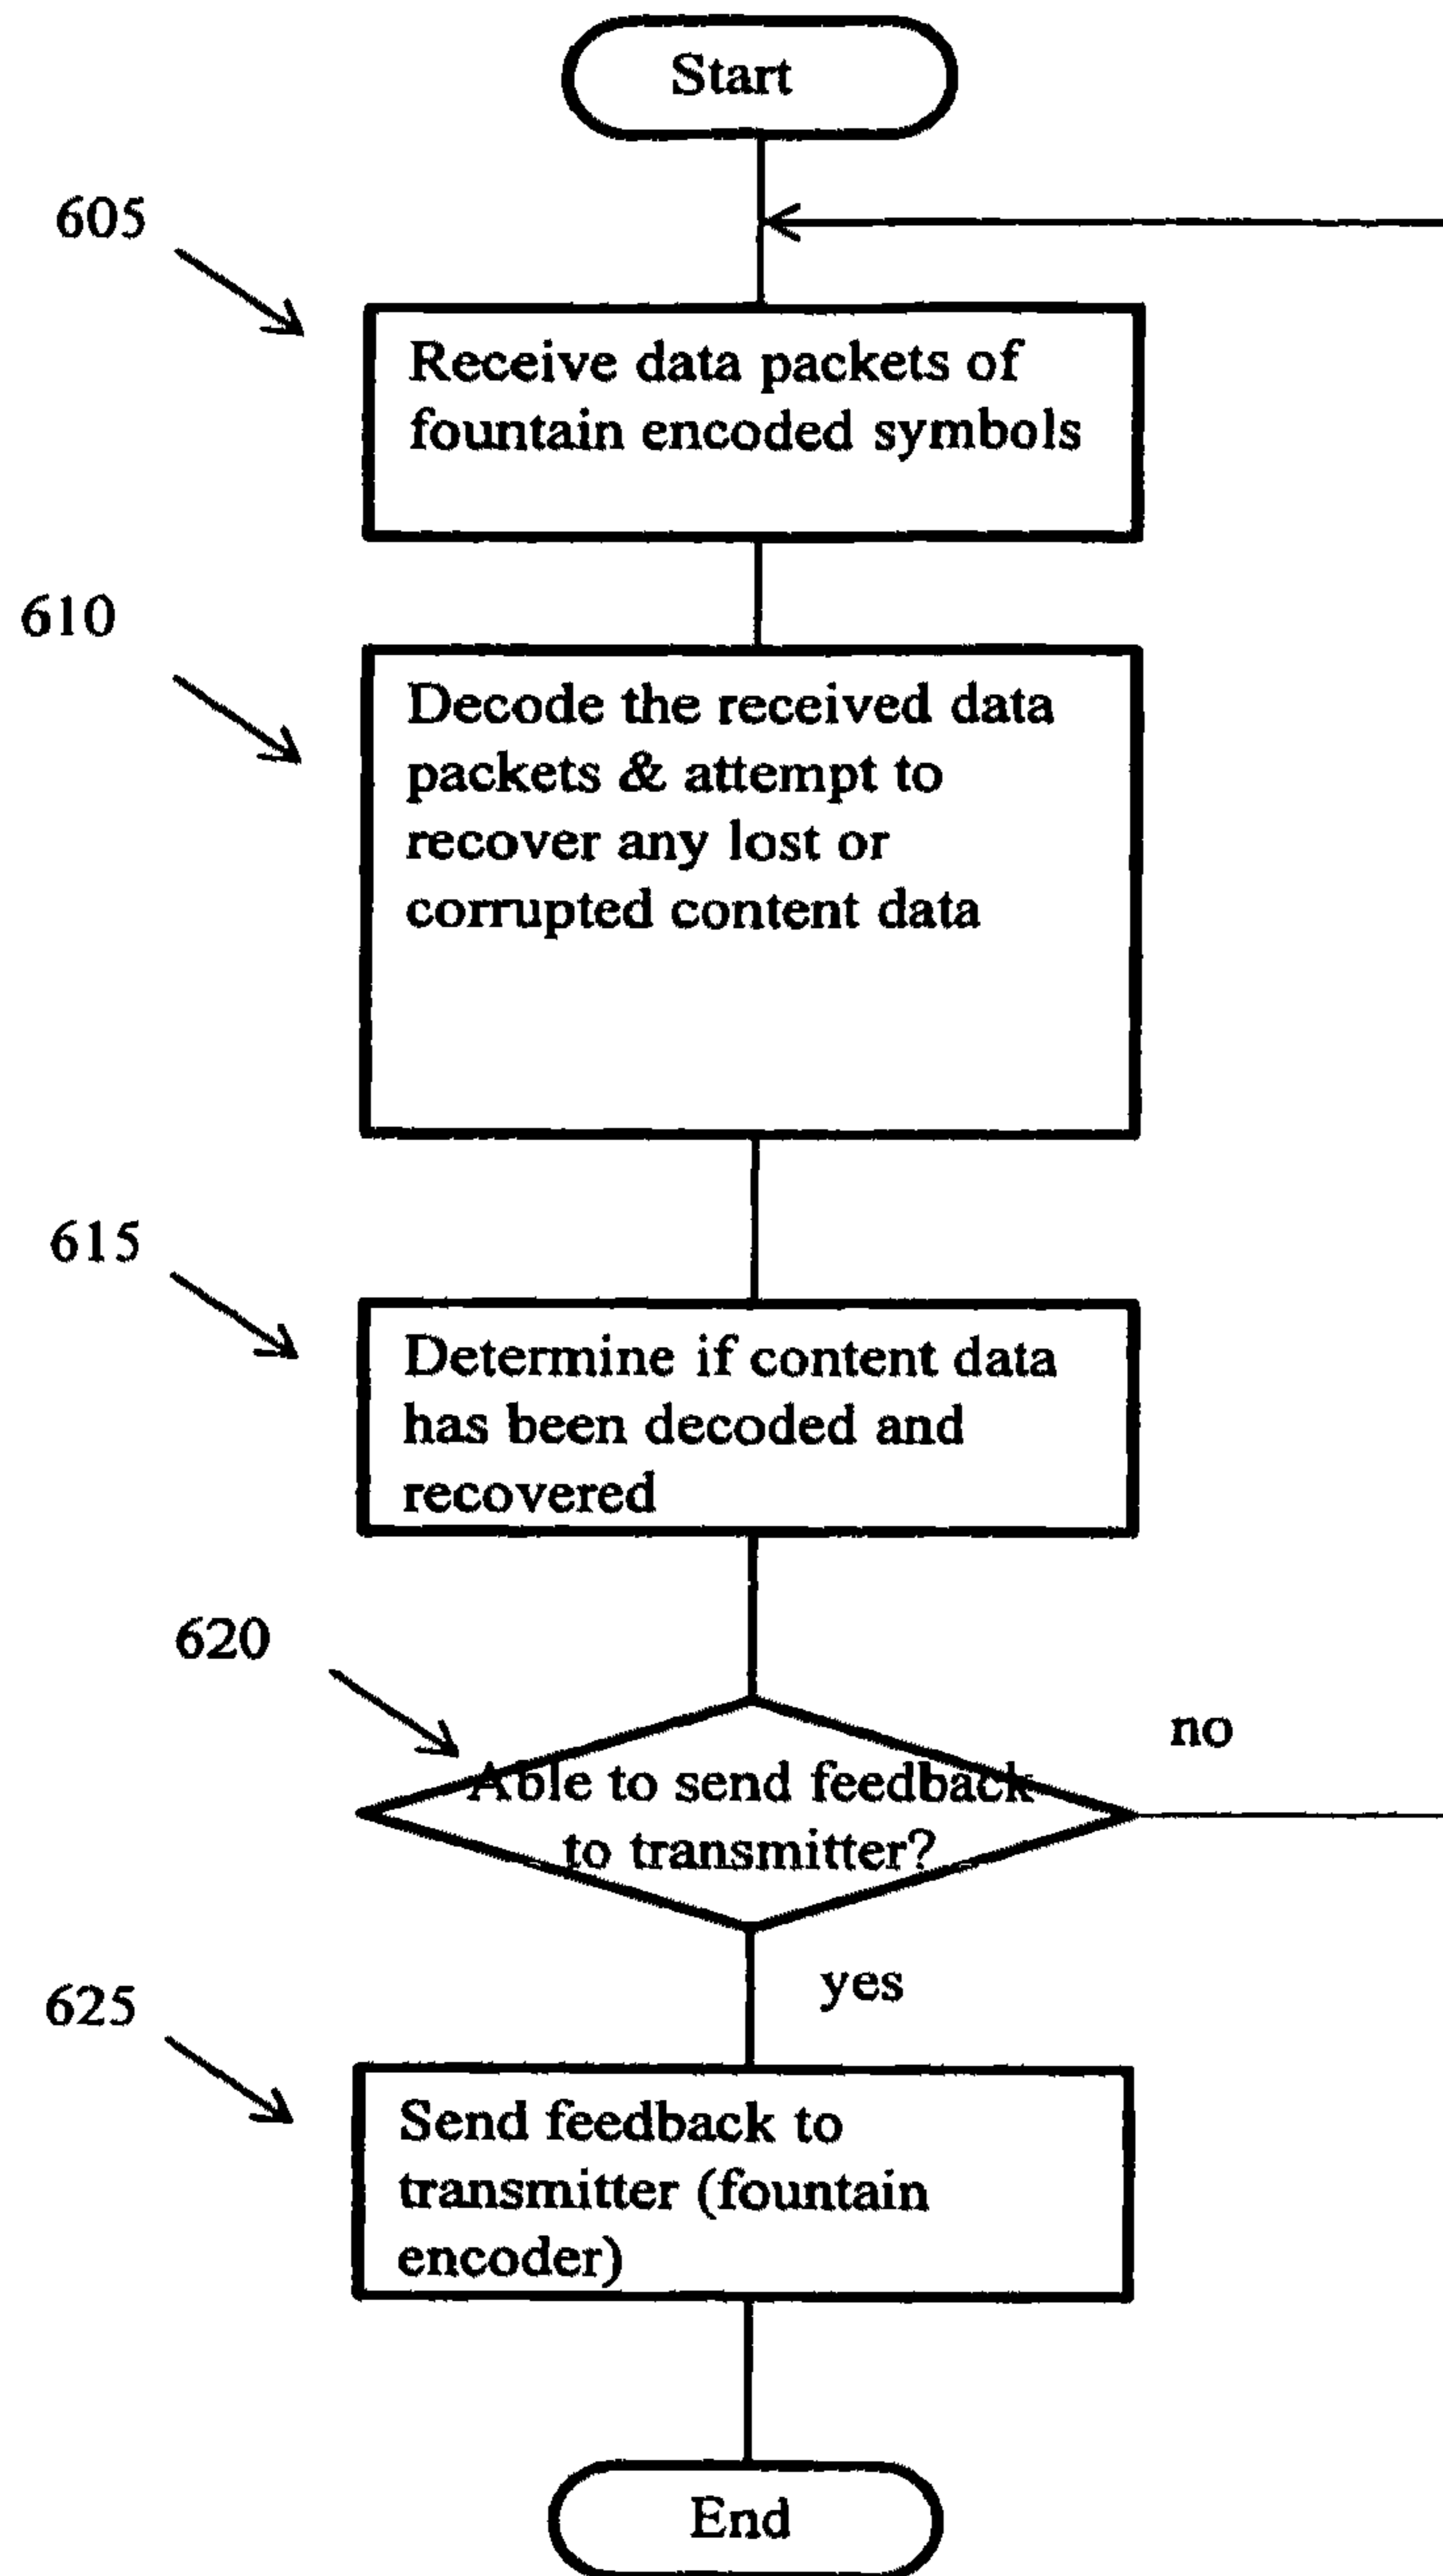 Start
605
Receive data packets of
fountain encoded symbols
610
Decode the received data
packets & attempt to
recover any lost or
corrupted content data
615
Determine if content data
has been decoded and
recovered
620
Able to send feedback
to transmitter?
no
yes
625
Send feedback to
transmitter (fountain
encoder)
End